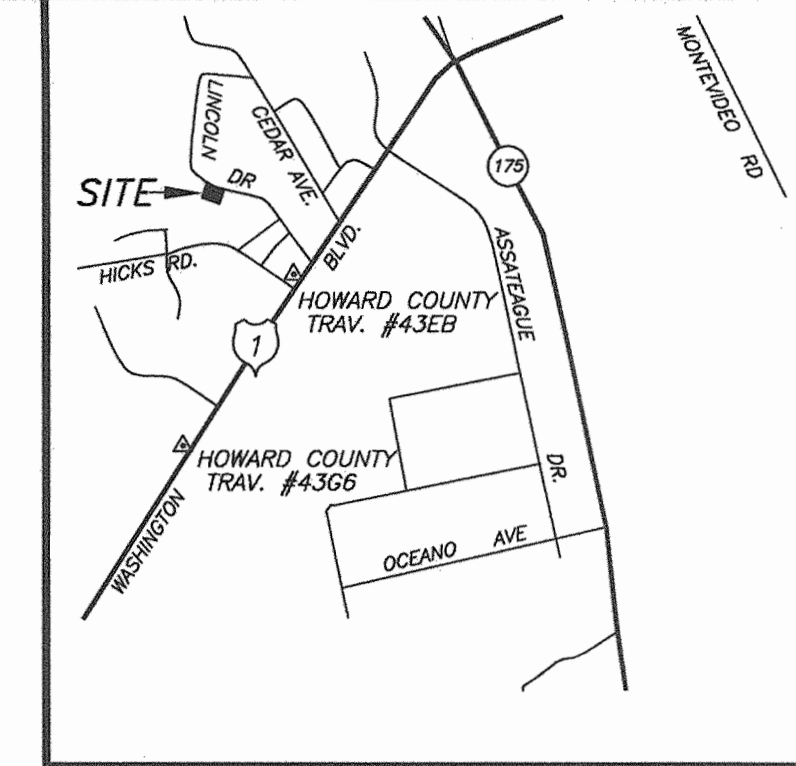 MONTEVIDEO RD
LINCOLN
DR
CEDAR AVE.
175
SITE
HICKS RD.
BLVD.
ASSATEAGUE
DR.
HOWARD COUNTY
TRAV. #43EB
1
HOWARD COUNTY
TRAV. #43G6
WASHINGTON
OCEANO AVE